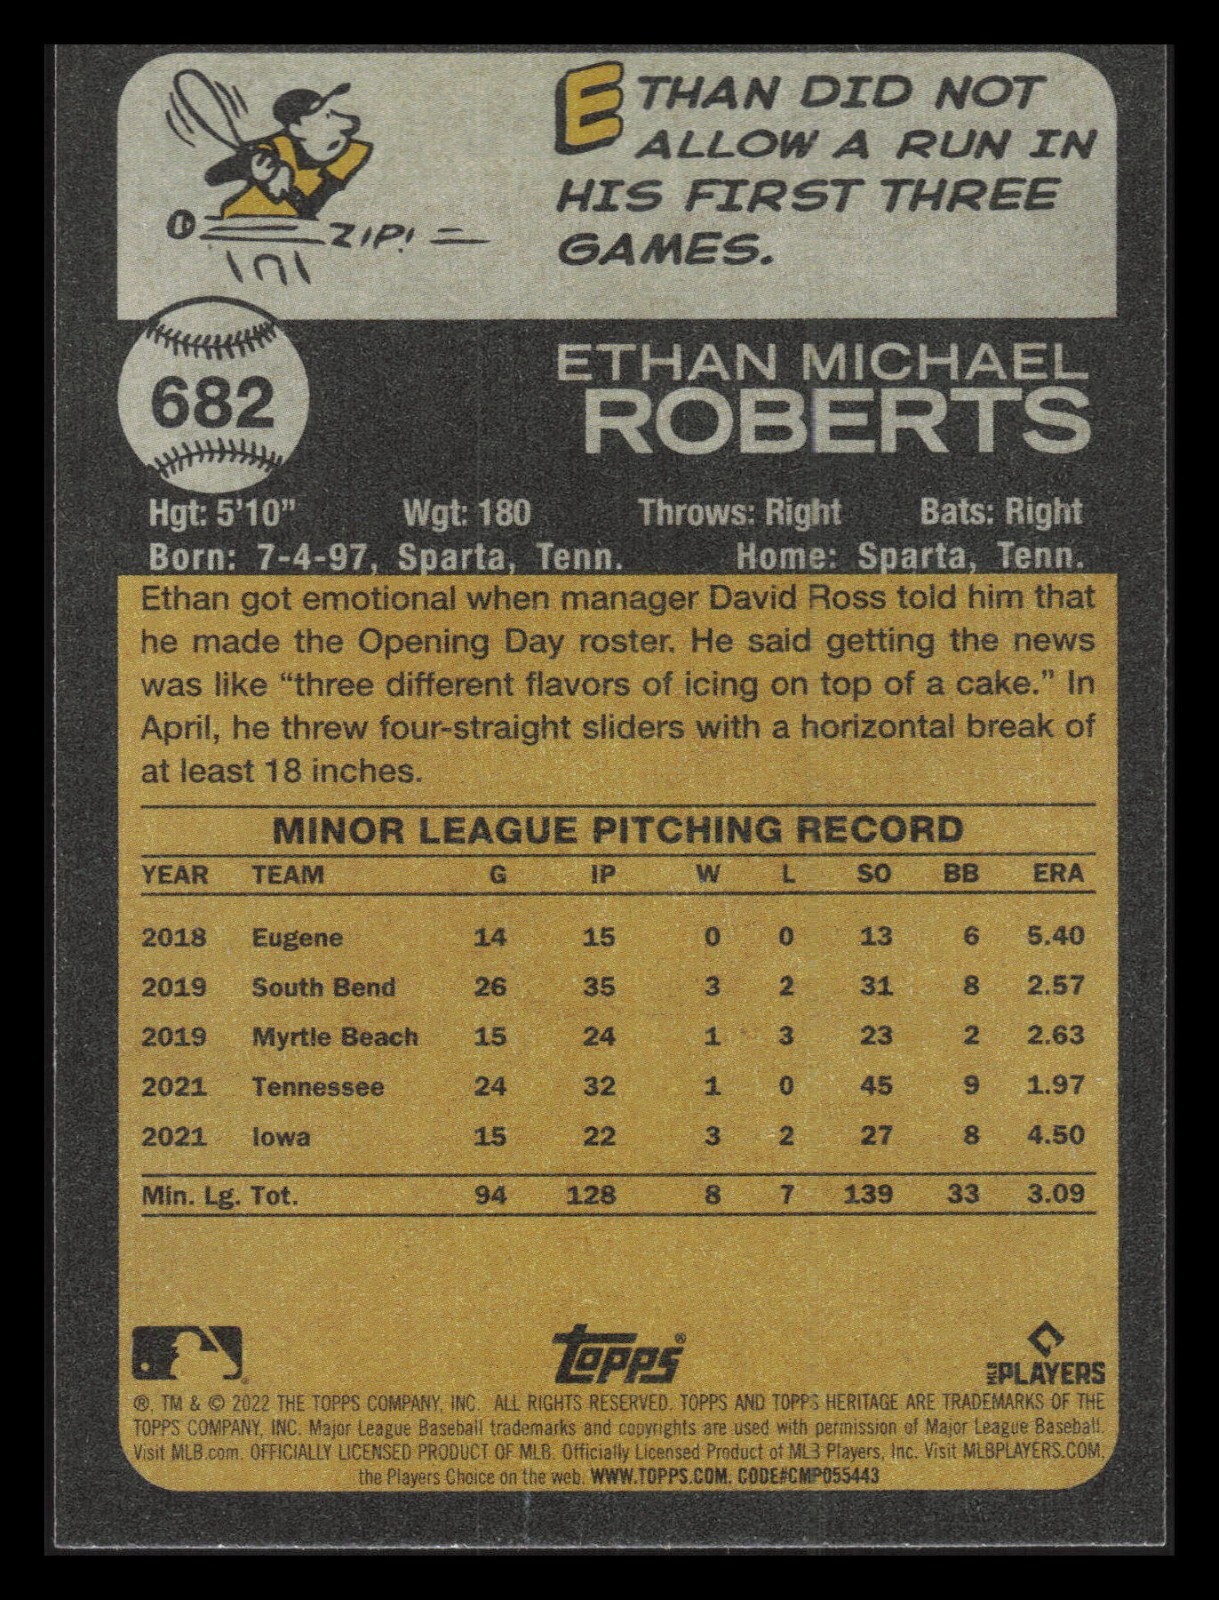 ETHAN DID NOT
ALLOW A RUN IN
HIS FIRST THREE
GAMES.
ZIP!
682
ETHAN MICHAEL
ROBERTS
Hgt: 5'10" Wgt: 180 Throws: Right Bats: Right
Born: 7-4-97, Sparta, Tenn. Home: Sparta, Tenn.
Ethan got emotional when manager David Ross told him that
he made the Opening Day roster. He said getting the news
was like “three different flavors of icing on top of a cake.” In
April, he threw four-straight sliders with a horizontal break of
at least 18 inches.
MINOR LEAGUE PITCHING RECORD
YEAR TEAM G IP W L SO BB ERA
2018 Eugene 14 15 0 0 13 6 5.40
2019 South Bend 26 35 3 2 31 8 2.57
2019 Myrtle Beach 15 24 1 3 23 2 2.63
2021 Tennessee 24 32 1 0 45 9 1.97
2021 Iowa 15 22 3 2 27 8 4.50
Min. Lg. Tot. 94 128 8 7 139 33 3.09
topps®
MLB PLAYERS
®, TM & © 2022 THE TOPPS COMPANY, INC. ALL RIGHTS RESERVED. TOPPS AND TOPPS HERITAGE ARE TRADEMARKS OF THE
TOPPS COMPANY, INC. Major League Baseball trademarks and copyrights are used with permission of Major League Baseball.
Visit MLB.com. OFFICIALLY LICENSED PRODUCT OF MLB. Officially Licensed Product of MLB Players, Inc. Visit MLBPLAYERS.COM,
the Players Choice on the web. WWW.TOPPS.COM. CODE#CMP055443